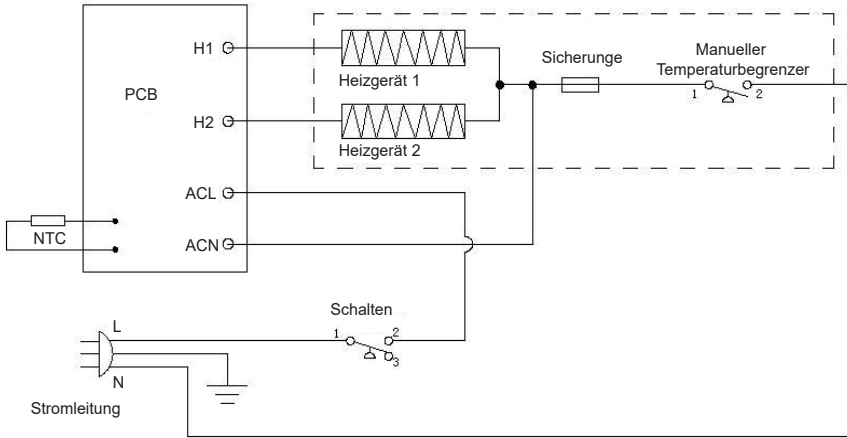 H1
Heizgerät 1
Sicherunge
Manueller
Temperaturbegrenzer
1
2
PCB
H2
Heizgerät 2
ACL
NTC
ACN
Schalten
1
2
3
L
N
Stromleitung